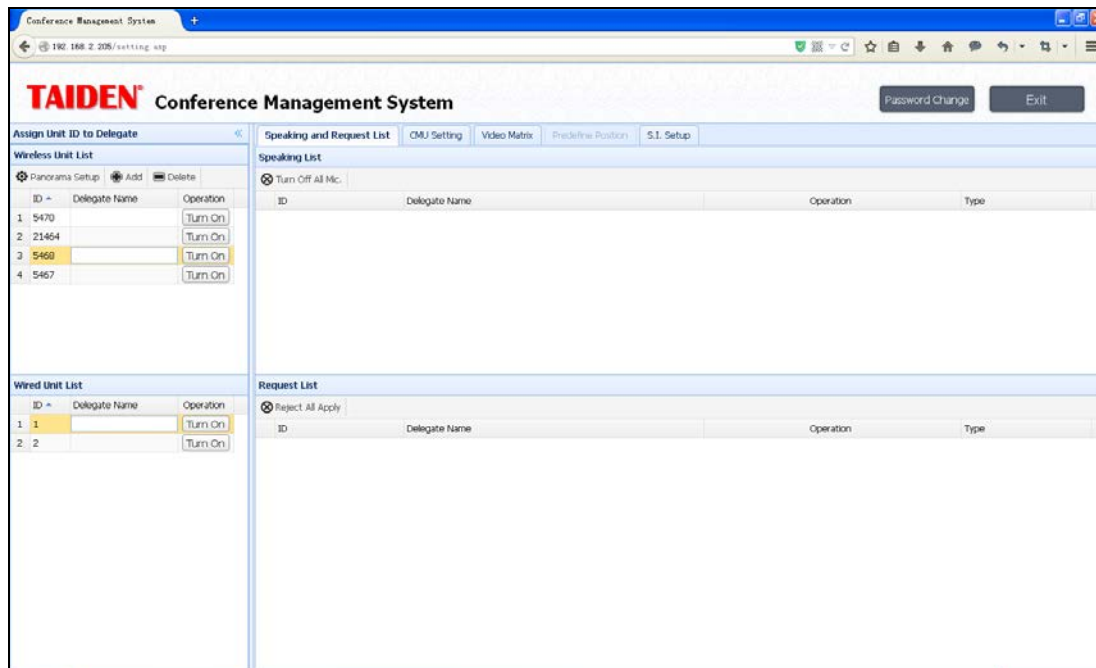 Conference Management System
192.168.2.205/setting.asp
TAIDEN® Conference Management System
Password Change
Exit
Assign Unit ID to Delegate
Speaking and Request List
CMU Setting
Video Matrix
Predefine Position
S.I. Setup
Wireless Unit List
Speaking List
Panorama Setup
Add
Delete
Turn Off All Mic.
ID
Delegate Name
Operation
ID
Delegate Name
Operation
Type
1 5470 Turn On
2 21464 Turn On
3 5468 Turn On
4 5467 Turn On
Wired Unit List
Request List
ID
Delegate Name
Operation
Reject All Apply
1 1 Turn On
ID
Delegate Name
Operation
Type
2 2 Turn On